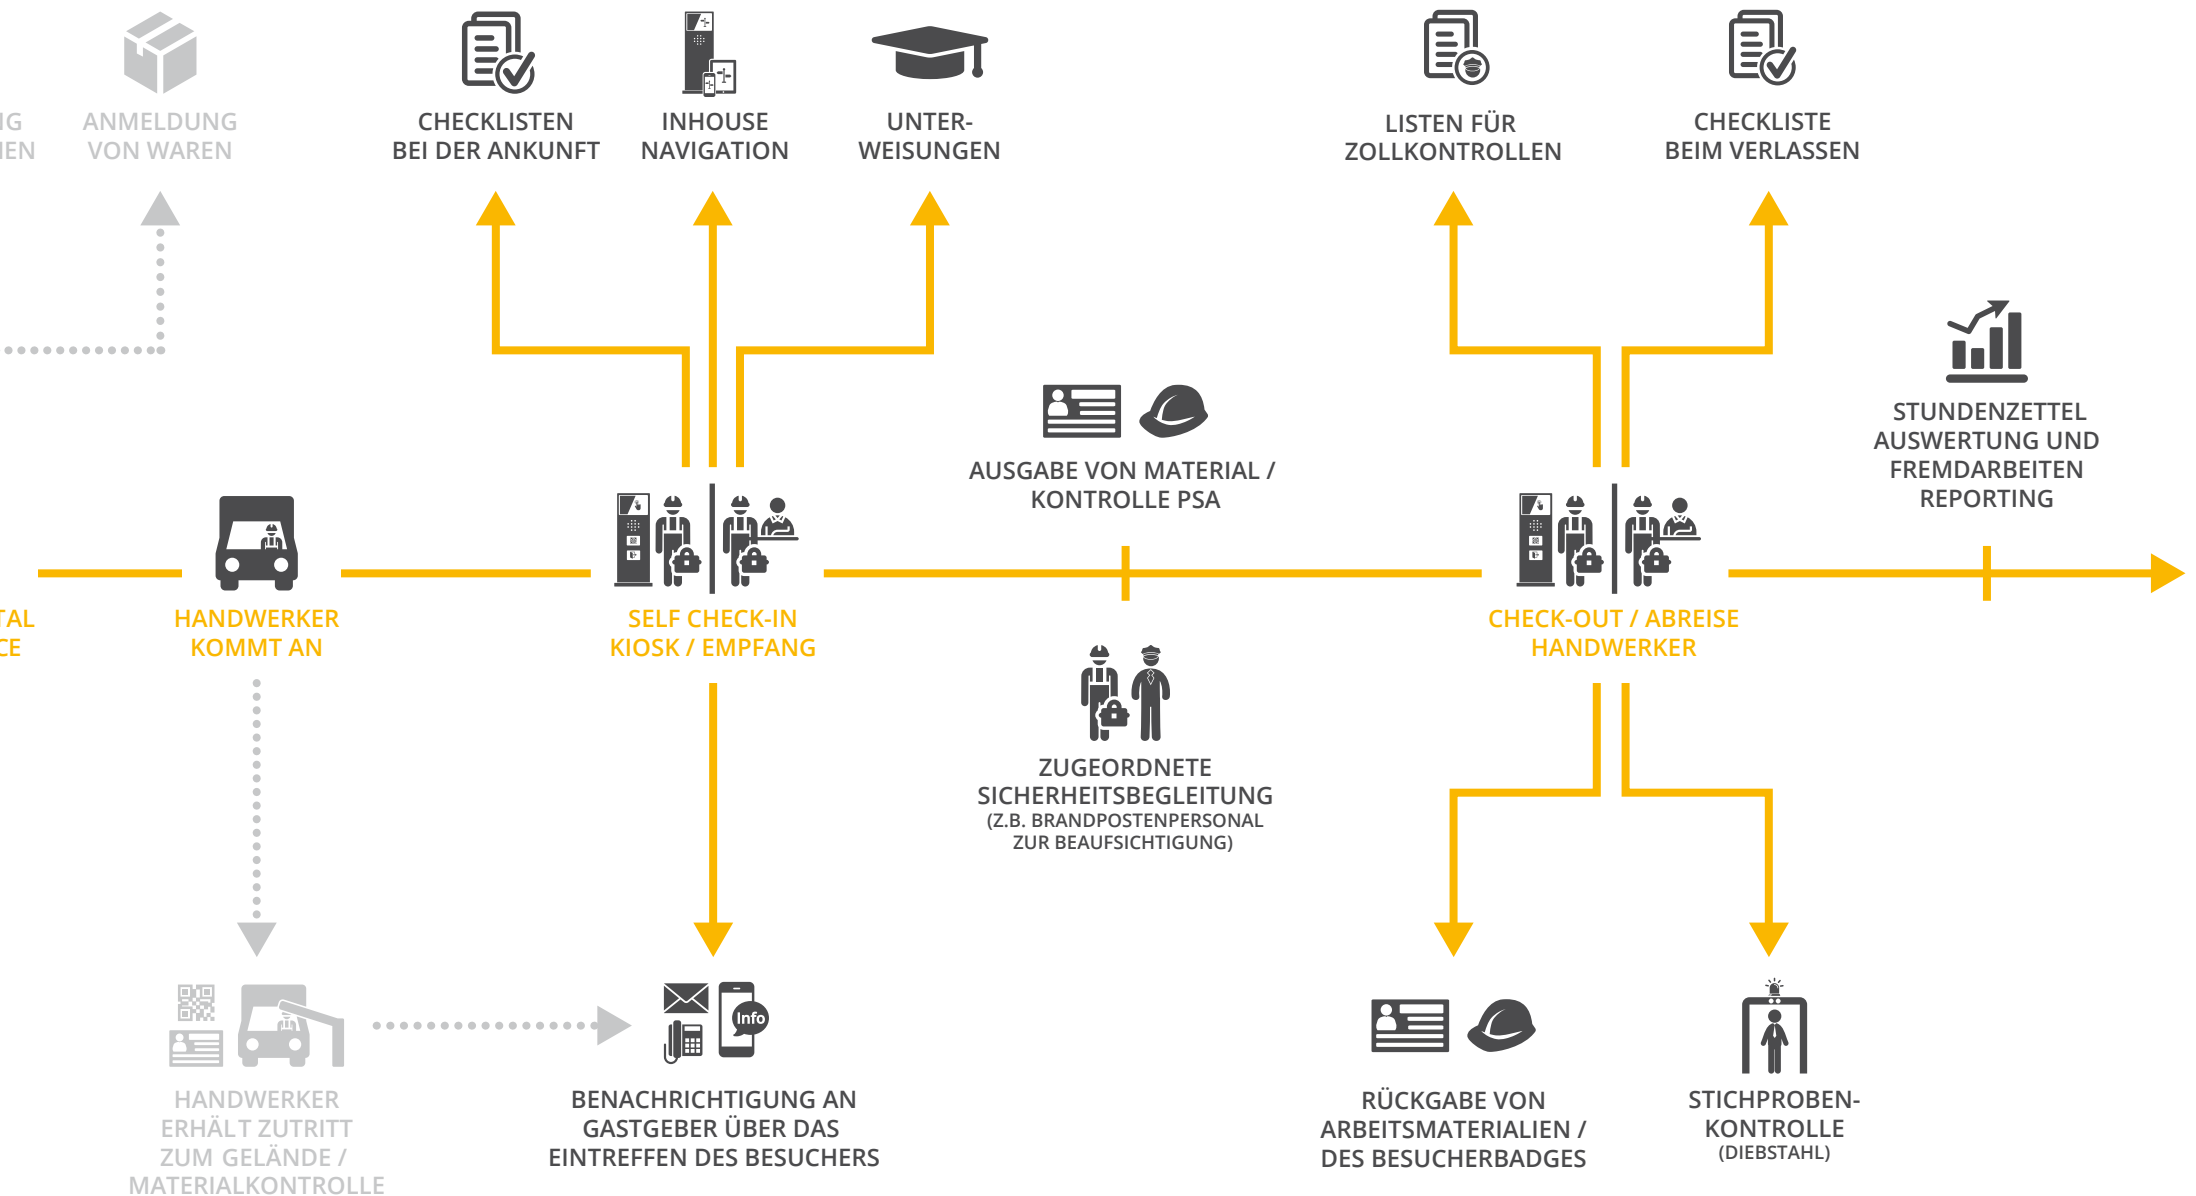 ANMELDUNG
VON WAREN
CHECKLISTEN
BEI DER ANKUNFT
INHOUSE
NAVIGATION
UNTER-
WEISUNGEN
LISTEN FÜR
ZOLLKONTROLLEN
CHECKLISTE
BEIM VERLASSEN
STUNDENZETTEL
AUSWERTUNG UND
FREMDARBEITEN
REPORTING
AUSGABE VON MATERIAL /
KONTROLLE PSA
HANDWERKER
KOMMT AN
SELF CHECK-IN
KIOSK / EMPFANG
CHECK-OUT / ABREISE
HANDWERKER
ZUGEORDNETE
SICHERHEITSBEGLEITUNG
(Z.B. BRANDPOSTENPERSONAL
ZUR BEAUFSICHTIGUNG)
Info
HANDWERKER
ERHÄLT ZUTRITT
ZUM GELÄNDE /
MATERIALKONTROLLE
BENACHRICHTIGUNG AN
GASTGEBER ÜBER DAS
EINTREFFEN DES BESUCHERS
RÜCKGABE VON
ARBEITSMATERIALIEN /
DES BESUCHERBADGES
STICHPROBEN-
KONTROLLE
(DIEBSTAHL)